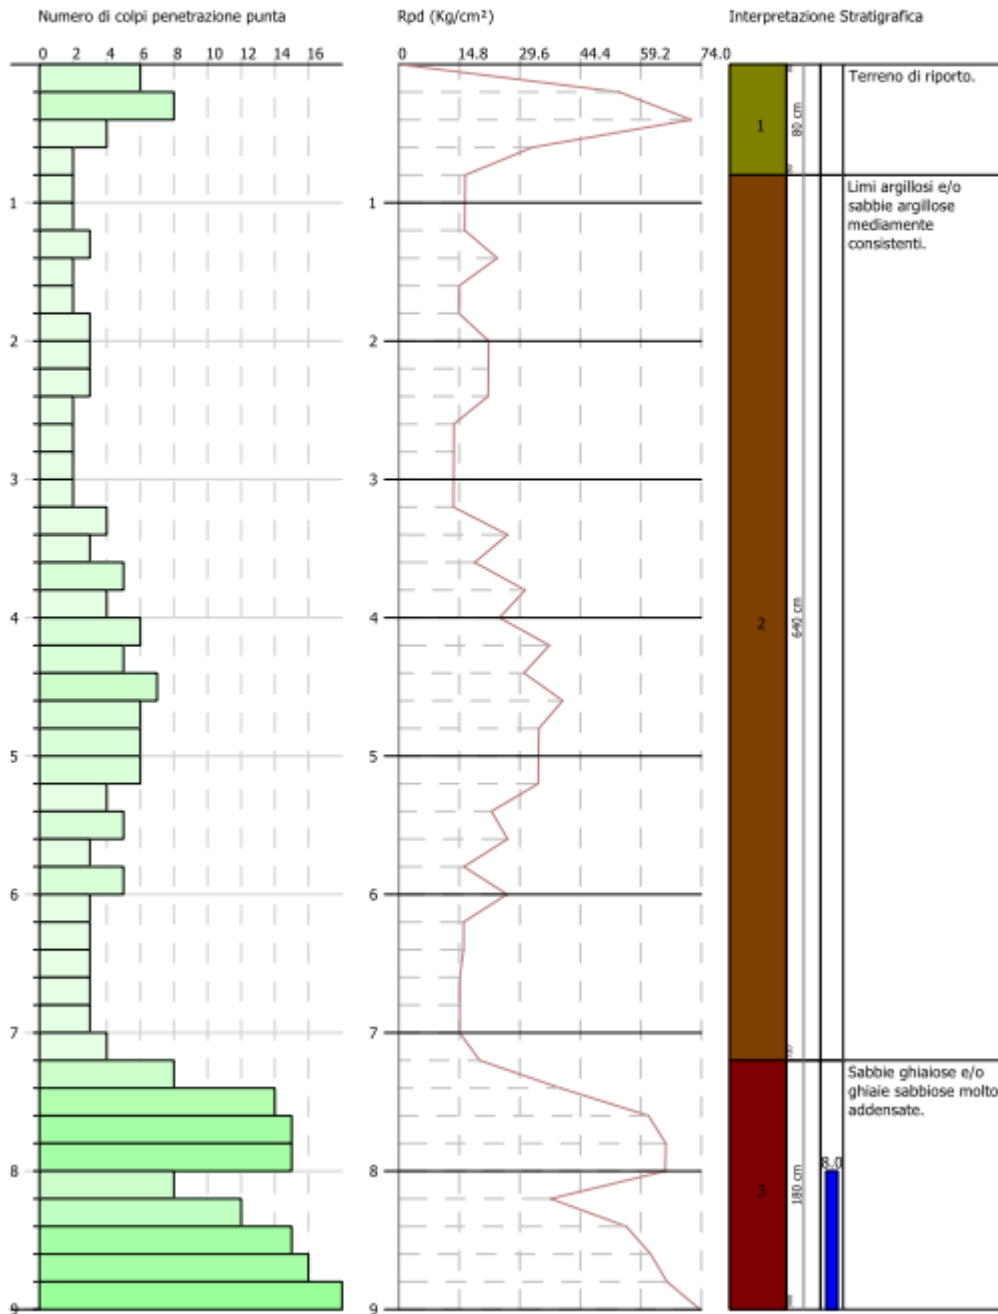 Numero di colpi penetrazione punta
Rpd (Kg/cm²)
Interpretazione Stratigrafica
0 2 4 6 8 10 12 14 16
0 14.8 29.6 44.4 59.2 74.0
1
2
3
4
5
6
7
8
9
1
2
3
4
5
6
7
8
9
0
1
80 cm
Terreno di riporto.
2
640 cm
Limi argillosi e/o
sabbie argillose
mediamente
consistenti.
3
180 cm
8.0
Sabbie ghiaiose e/o
ghiaie sabbiose molto
addensate.